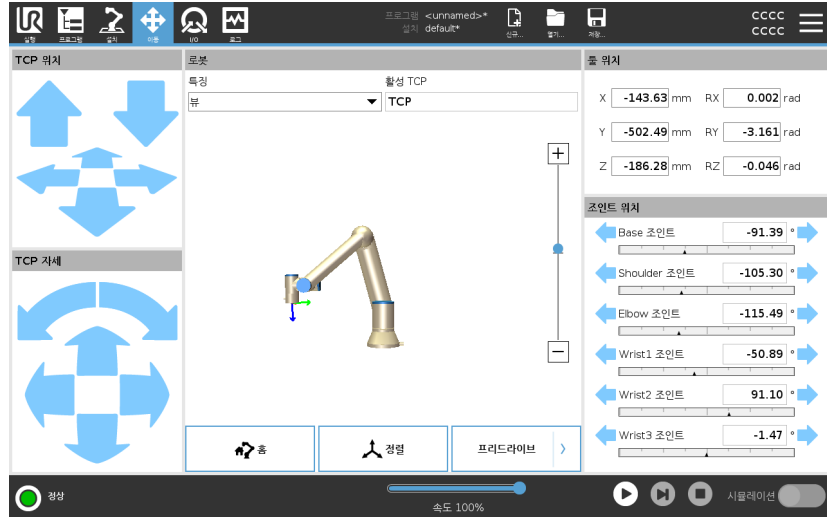 UR
프로그램 <unnamed>*
설치 default*
cccc
cccc
실행 프로그램 설치 이동 I/O 로그
신규... 열기... 저장...
TCP 위치
로봇
툴 위치
특징
활성 TCP
뷰
TCP
X -143.63 mm RX 0.002 rad
Y -502.49 mm RY -3.161 rad
Z -186.28 mm RZ -0.046 rad
조인트 위치
Base 조인트 -91.39 °
TCP 자세
Shoulder 조인트 -105.30 °
Elbow 조인트 -115.49 °
Wrist1 조인트 -50.89 °
Wrist2 조인트 91.10 °
Wrist3 조인트 -1.47 °
홈
정렬
프리드라이브
정상
속도 100%
시뮬레이션